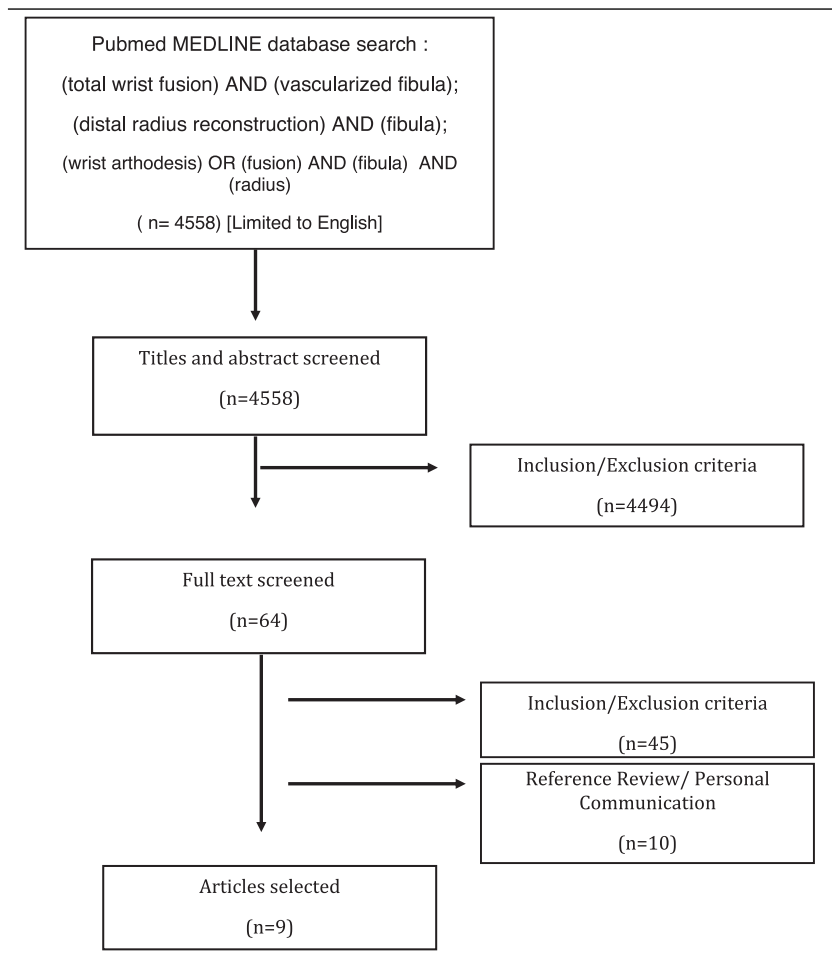 Pubmed MEDLINE database search :
(total wrist fusion) AND (vascularized fibula);
(distal radius reconstruction) AND (fibula);
(wrist arthodesis) OR (fusion) AND (fibula) AND
(radius)
( n= 4558) [Limited to English]
Titles and abstract screened
(n=4558)
Inclusion/Exclusion criteria
(n=4494)
Full text screened
(n=64)
Inclusion/Exclusion criteria
(n=45)
Reference Review/ Personal
Communication
(n=10)
Articles selected
(n=9)